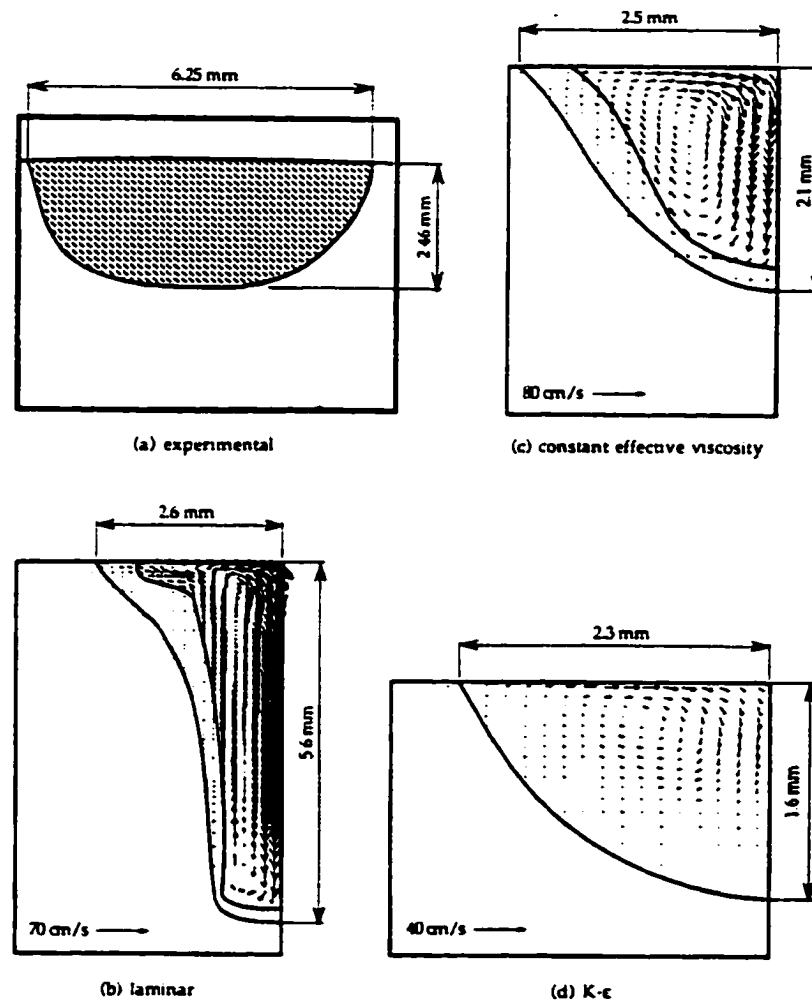 6.25 mm
2.46 mm
(a) experimental
2.5 mm
2.1 mm
80 cm/s
(c) constant effective viscosity
2.6 mm
5.6 mm
70 cm/s
(b) laminar
2.3 mm
1.6 mm
40 cm/s
(d) K-ε